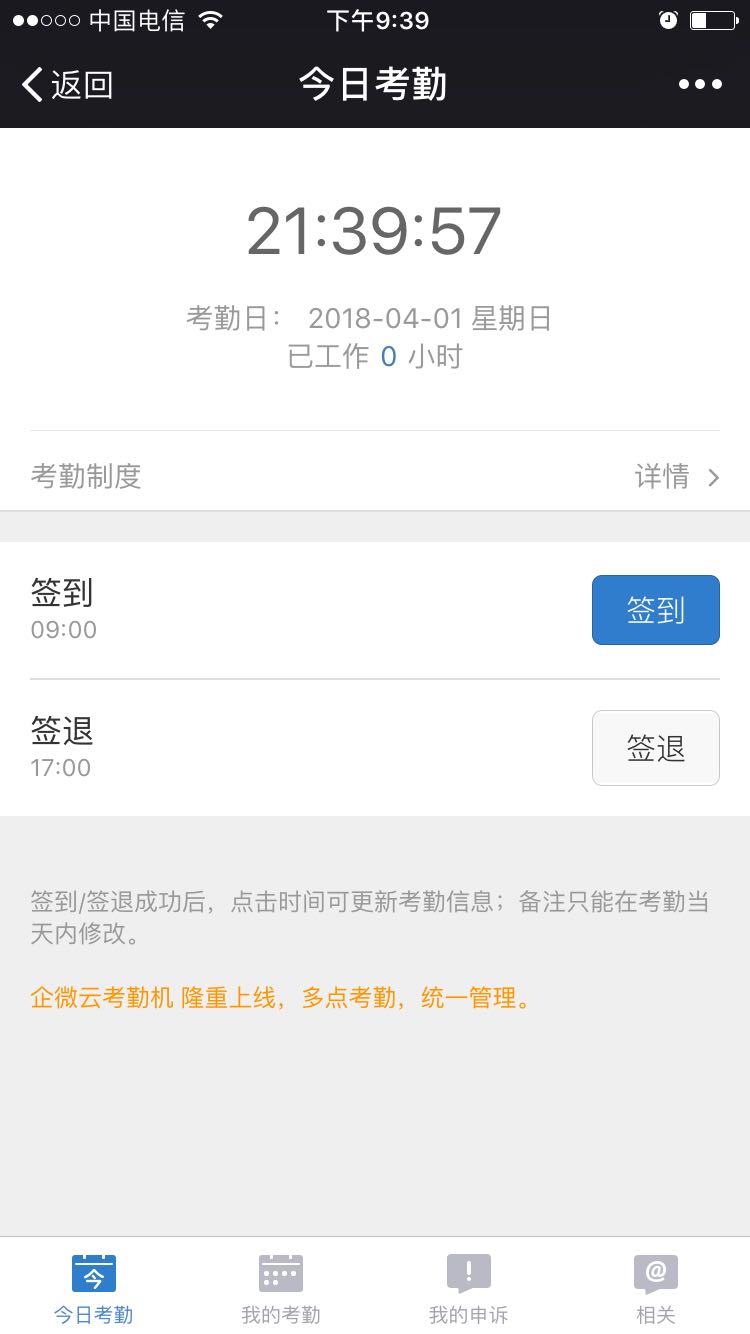 中国电信 下午9:39
返回 今日考勤
21:39:57
考勤日： 2018-04-01 星期日
已工作 0 小时
考勤制度 详情
签到 签到
09:00
签退 签退
17:00
签到/签退成功后，点击时间可更新考勤信息；备注只能在考勤当
天内修改。
企微云考勤机 隆重上线，多点考勤，统一管理。
今 ! @
今日考勤 我的考勤 我的申诉 相关